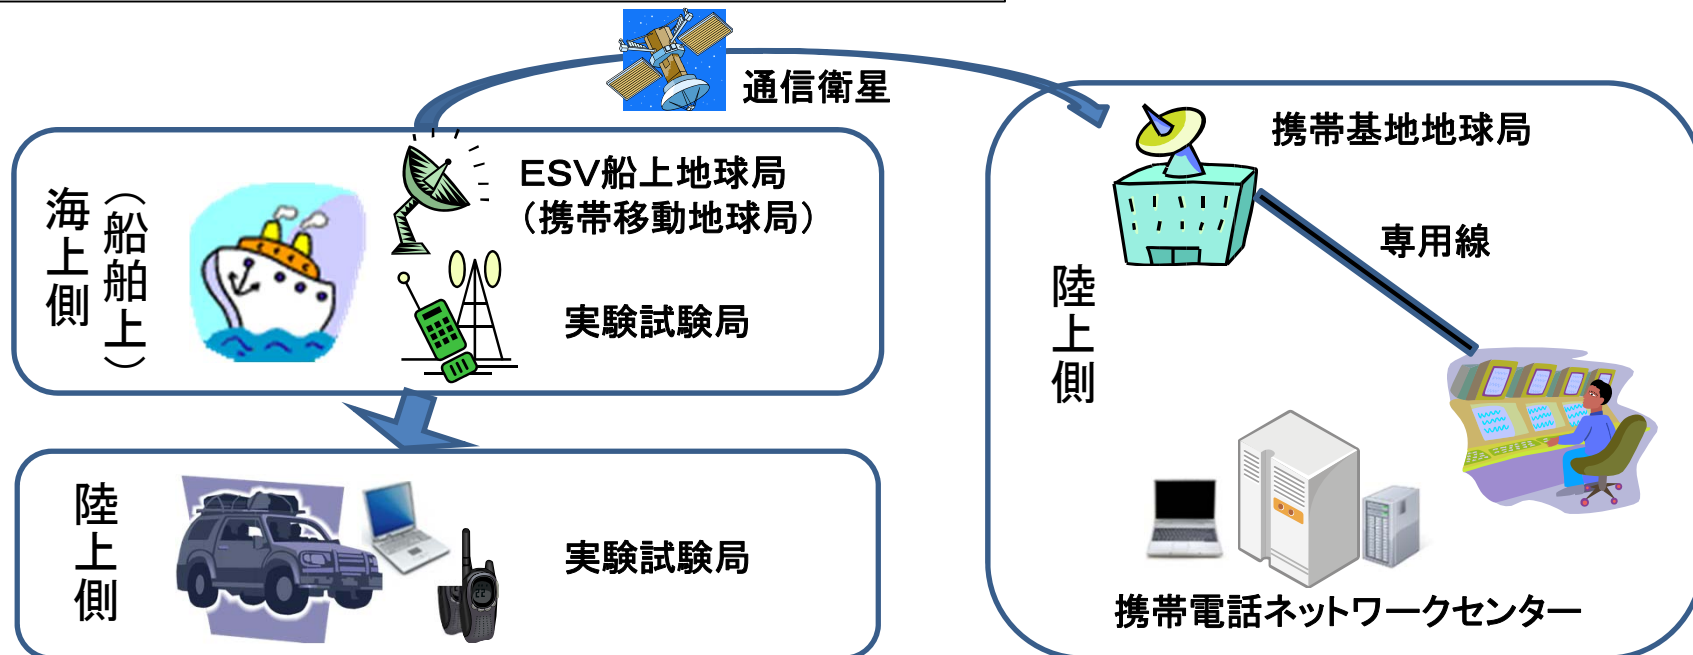 通信衛星
海上側
（船舶上）
ESV船上地球局
（携帯移動地球局）
実験試験局
陸上側
実験試験局
携帯基地地球局
専用線
陸上側
携帯電話ネットワークセンター